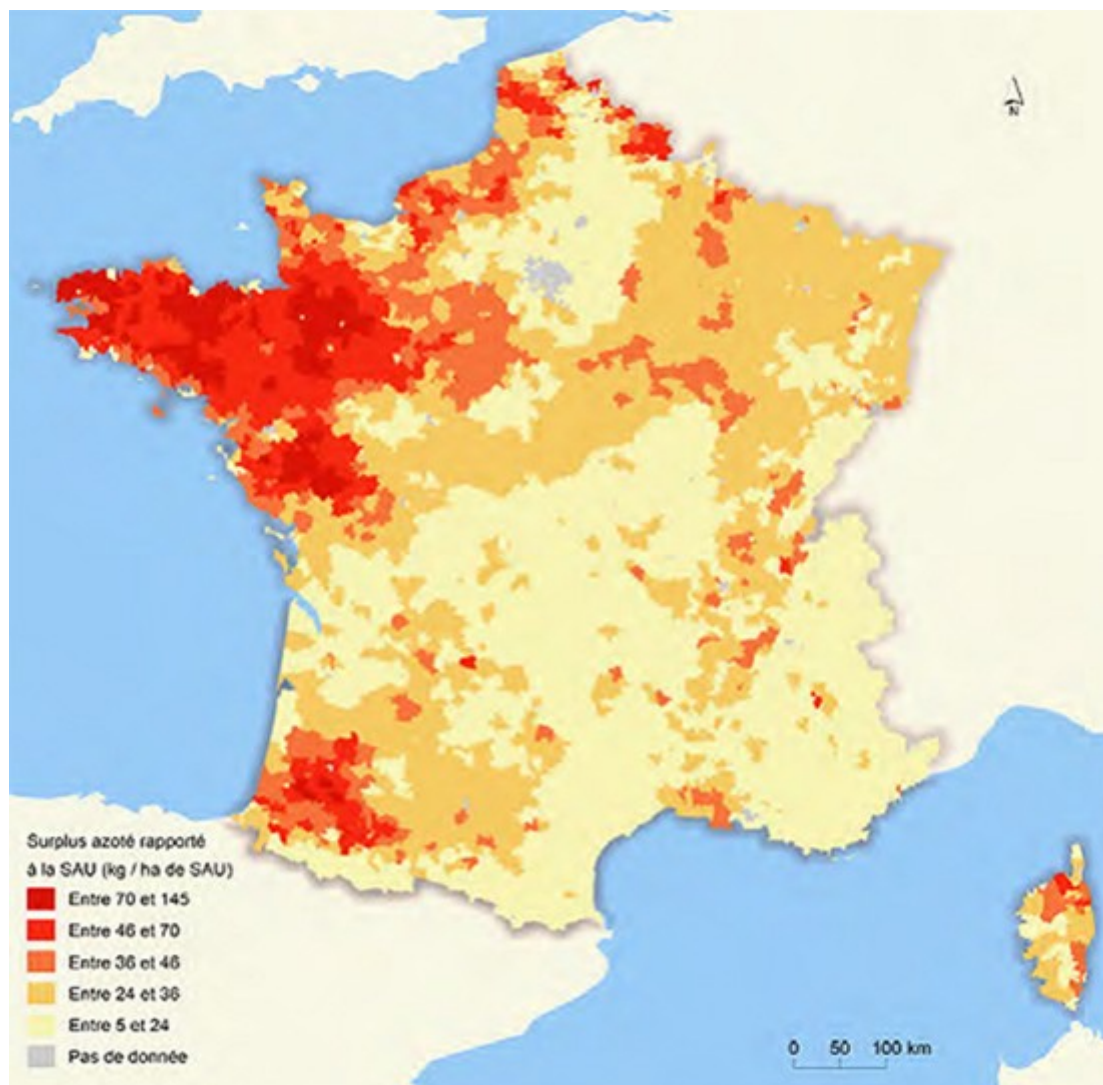 N
Surplus azoté rapporté
à la SAU (kg / ha de SAU)
Entre 70 et 145
Entre 46 et 70
Entre 36 et 46
Entre 24 et 36
Entre 5 et 24
Pas de donnée
0 50 100 km